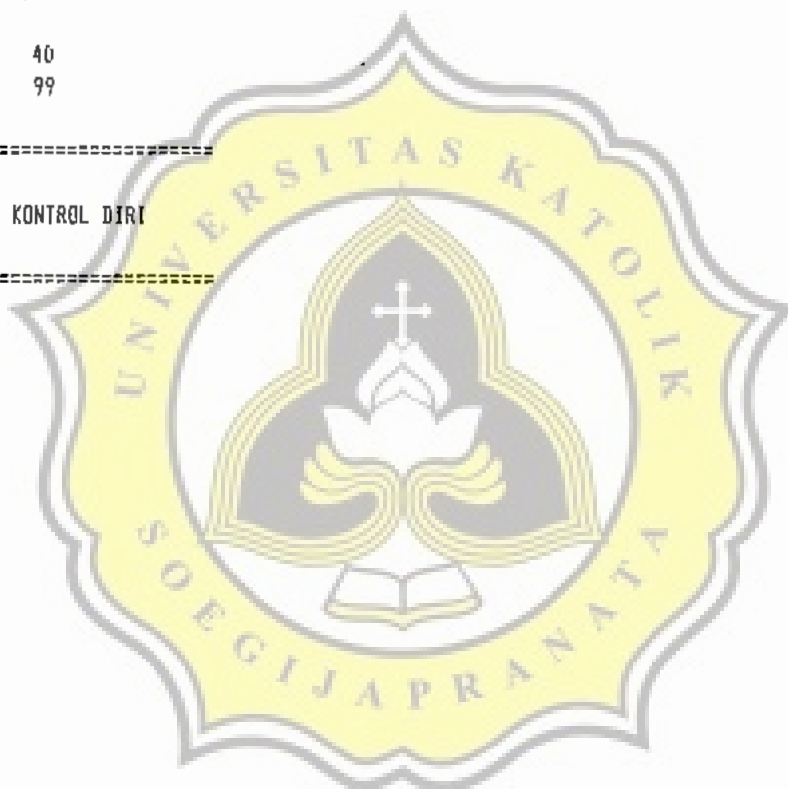 40
99
======================
KONTROL DIRI
======================
UNIVERSITAS KATOLIK
SOEGIJAPRANATA